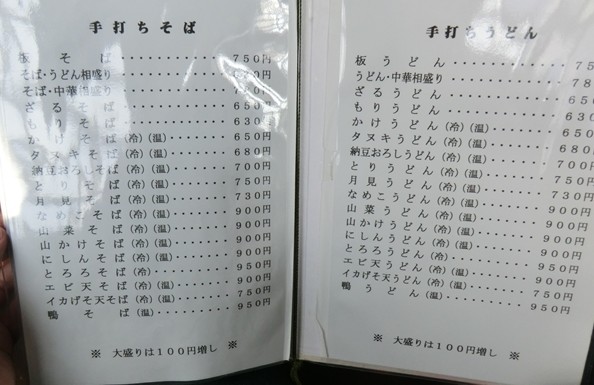 手打ちそば
板そば・・・・・・750円
そば・うどん相盛り
そば・中華相盛り
ざるそば・・・・・・650円
もりそば・・・・・・630円
かけそば(冷)(温)・・・・・・650円
タヌキそば(冷)(温)・・・・・・680円
納豆おろしそば(冷)(温)・・・・・・700円
とりそば(冷)(温)・・・・・・750円
月見そば(冷)(温)・・・・・・730円
なめこそば(冷)(温)・・・・・・900円
山菜そば(冷)(温)・・・・・・900円
山かけそば(冷)(温)・・・・・・900円
にしんそば(冷)(温)・・・・・・900円
とろろそば(冷)・・・・・・
エビ天そば(冷)(温)・・・・・・
イカげそ天そば(冷)(温)・・・・・・750円
鴨そば(温)・・・・・・950円
※ 大盛りは100円増し ※
手打ちうどん
板うどん・・・・・・
うどん・中華相盛り・・・・・・
ざるうどん・・・・・・650
もりうどん・・・・・・630
かけうどん(冷)(温)・・・・・・650
タヌキうどん(冷)(温)・・・・・・680
納豆おろしうどん(冷)(温)・・・・・・700円
とりうどん(冷)(温)・・・・・・750円
月見うどん(冷)(温)・・・・・・730円
なめこうどん(冷)(温)・・・・・・900円
山菜うどん(冷)(温)・・・・・・900円
山かけうどん(冷)(温)・・・・・・900円
にしんうどん(冷)(温)・・・・・・900円
とろろうどん(冷)・・・・・・
エビ天うどん(冷)(温)・・・・・・
イカげそ天うどん(冷)(温)・・・・・・750円
鴨うどん(温)・・・・・・950円
※ 大盛りは100円増し ※